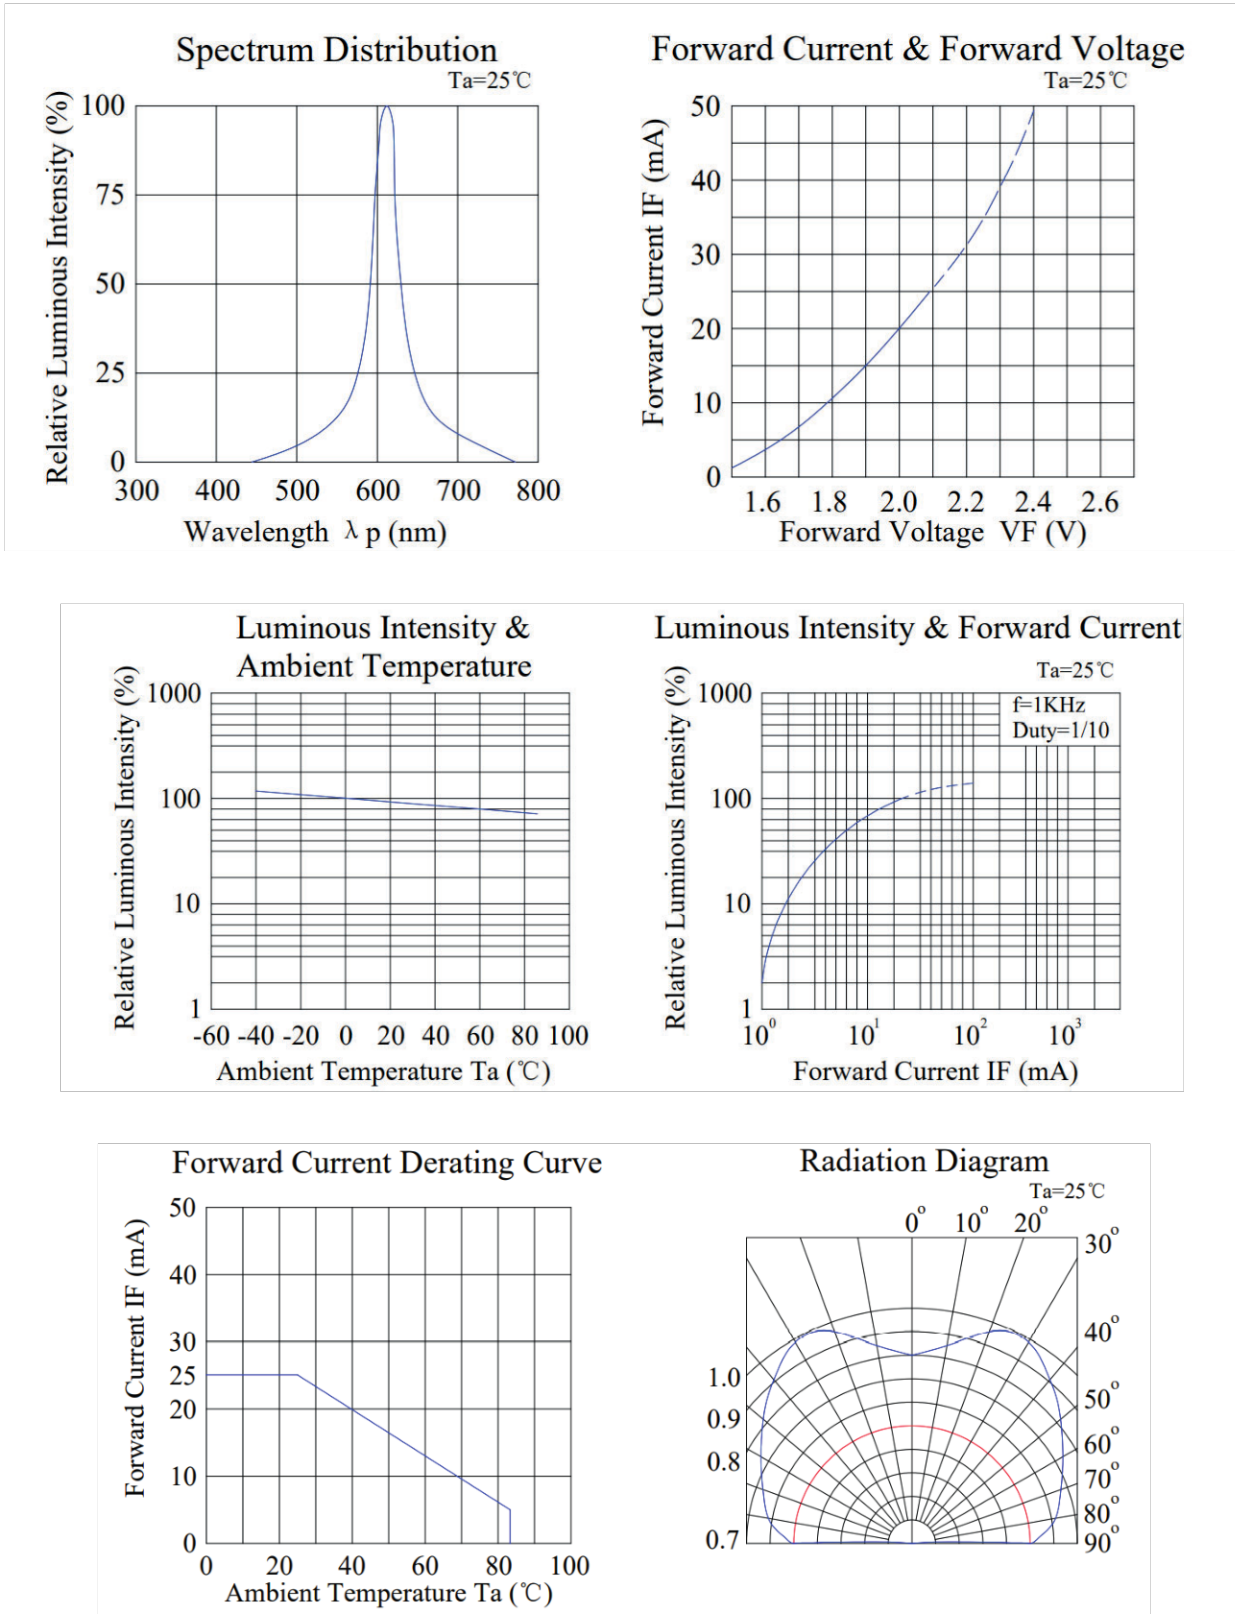 Spectrum Distribution
Ta=25℃
Relative Luminous Intensity (%)
100
75
50
25
0
300 400 500 600 700 800
Wavelength λ p (nm)
Forward Current & Forward Voltage
Ta=25℃
Forward Current IF (mA)
50
40
30
20
10
0
1.6 1.8 2.0 2.2 2.4 2.6
Forward Voltage VF (V)
Luminous Intensity &
Ambient Temperature
Relative Luminous Intensity (%)
1000
100
10
1
-60 -40 -20 0 20 40 60 80 100
Ambient Temperature Ta (℃)
Luminous Intensity & Forward Current
Ta=25℃
f=1KHz
Duty=1/10
Relative Luminous Intensity (%)
1000
100
10
1
10⁰ 10¹ 10² 10³
Forward Current IF (mA)
Forward Current Derating Curve
Forward Current IF (mA)
50
40
30
25
20
10
0
0 20 40 60 80 100
Ambient Temperature Ta (℃)
Radiation Diagram
Ta=25℃
0° 10° 20°
30°
40°
50°
60°
70°
80°
90°
1.0
0.9
0.8
0.7